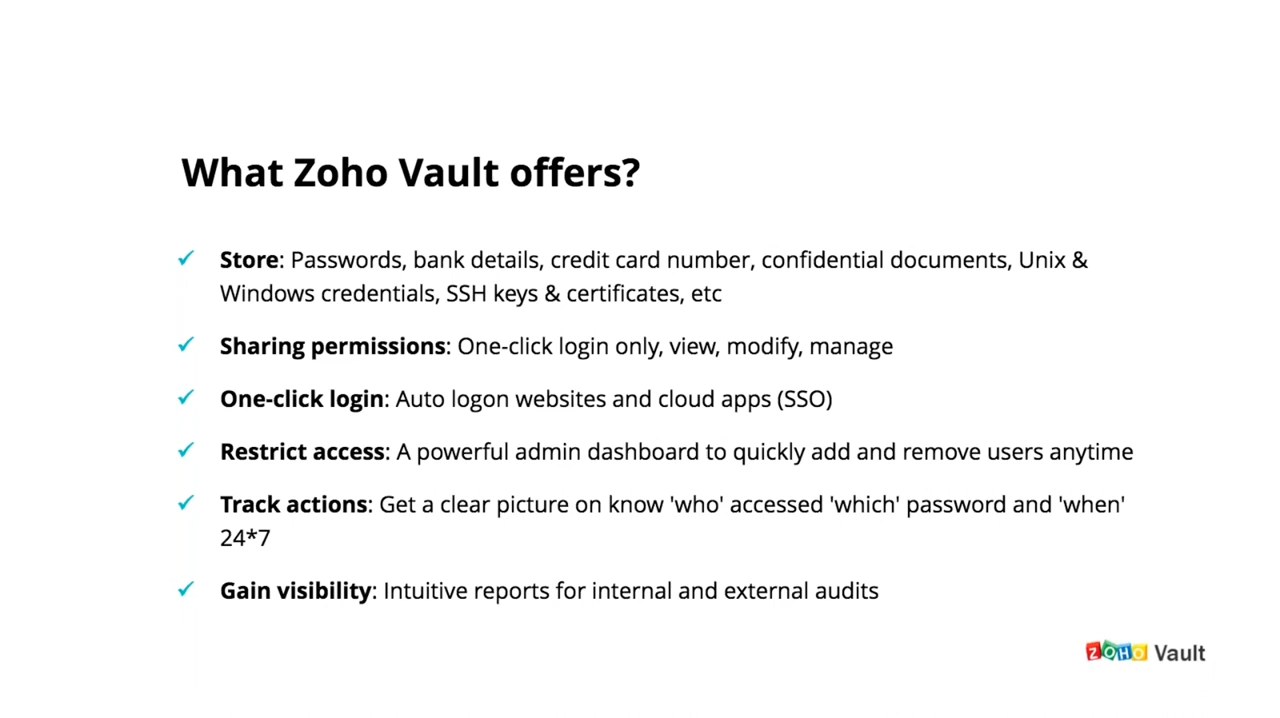 What Zoho Vault offers?
✓ Store: Passwords, bank details, credit card number, confidential documents, Unix &
Windows credentials, SSH keys & certificates, etc
✓ Sharing permissions: One-click login only, view, modify, manage
✓ One-click login: Auto logon websites and cloud apps (SSO)
✓ Restrict access: A powerful admin dashboard to quickly add and remove users anytime
✓ Track actions: Get a clear picture on know 'who' accessed 'which' password and 'when'
24*7
✓ Gain visibility: Intuitive reports for internal and external audits
ZOHO Vault